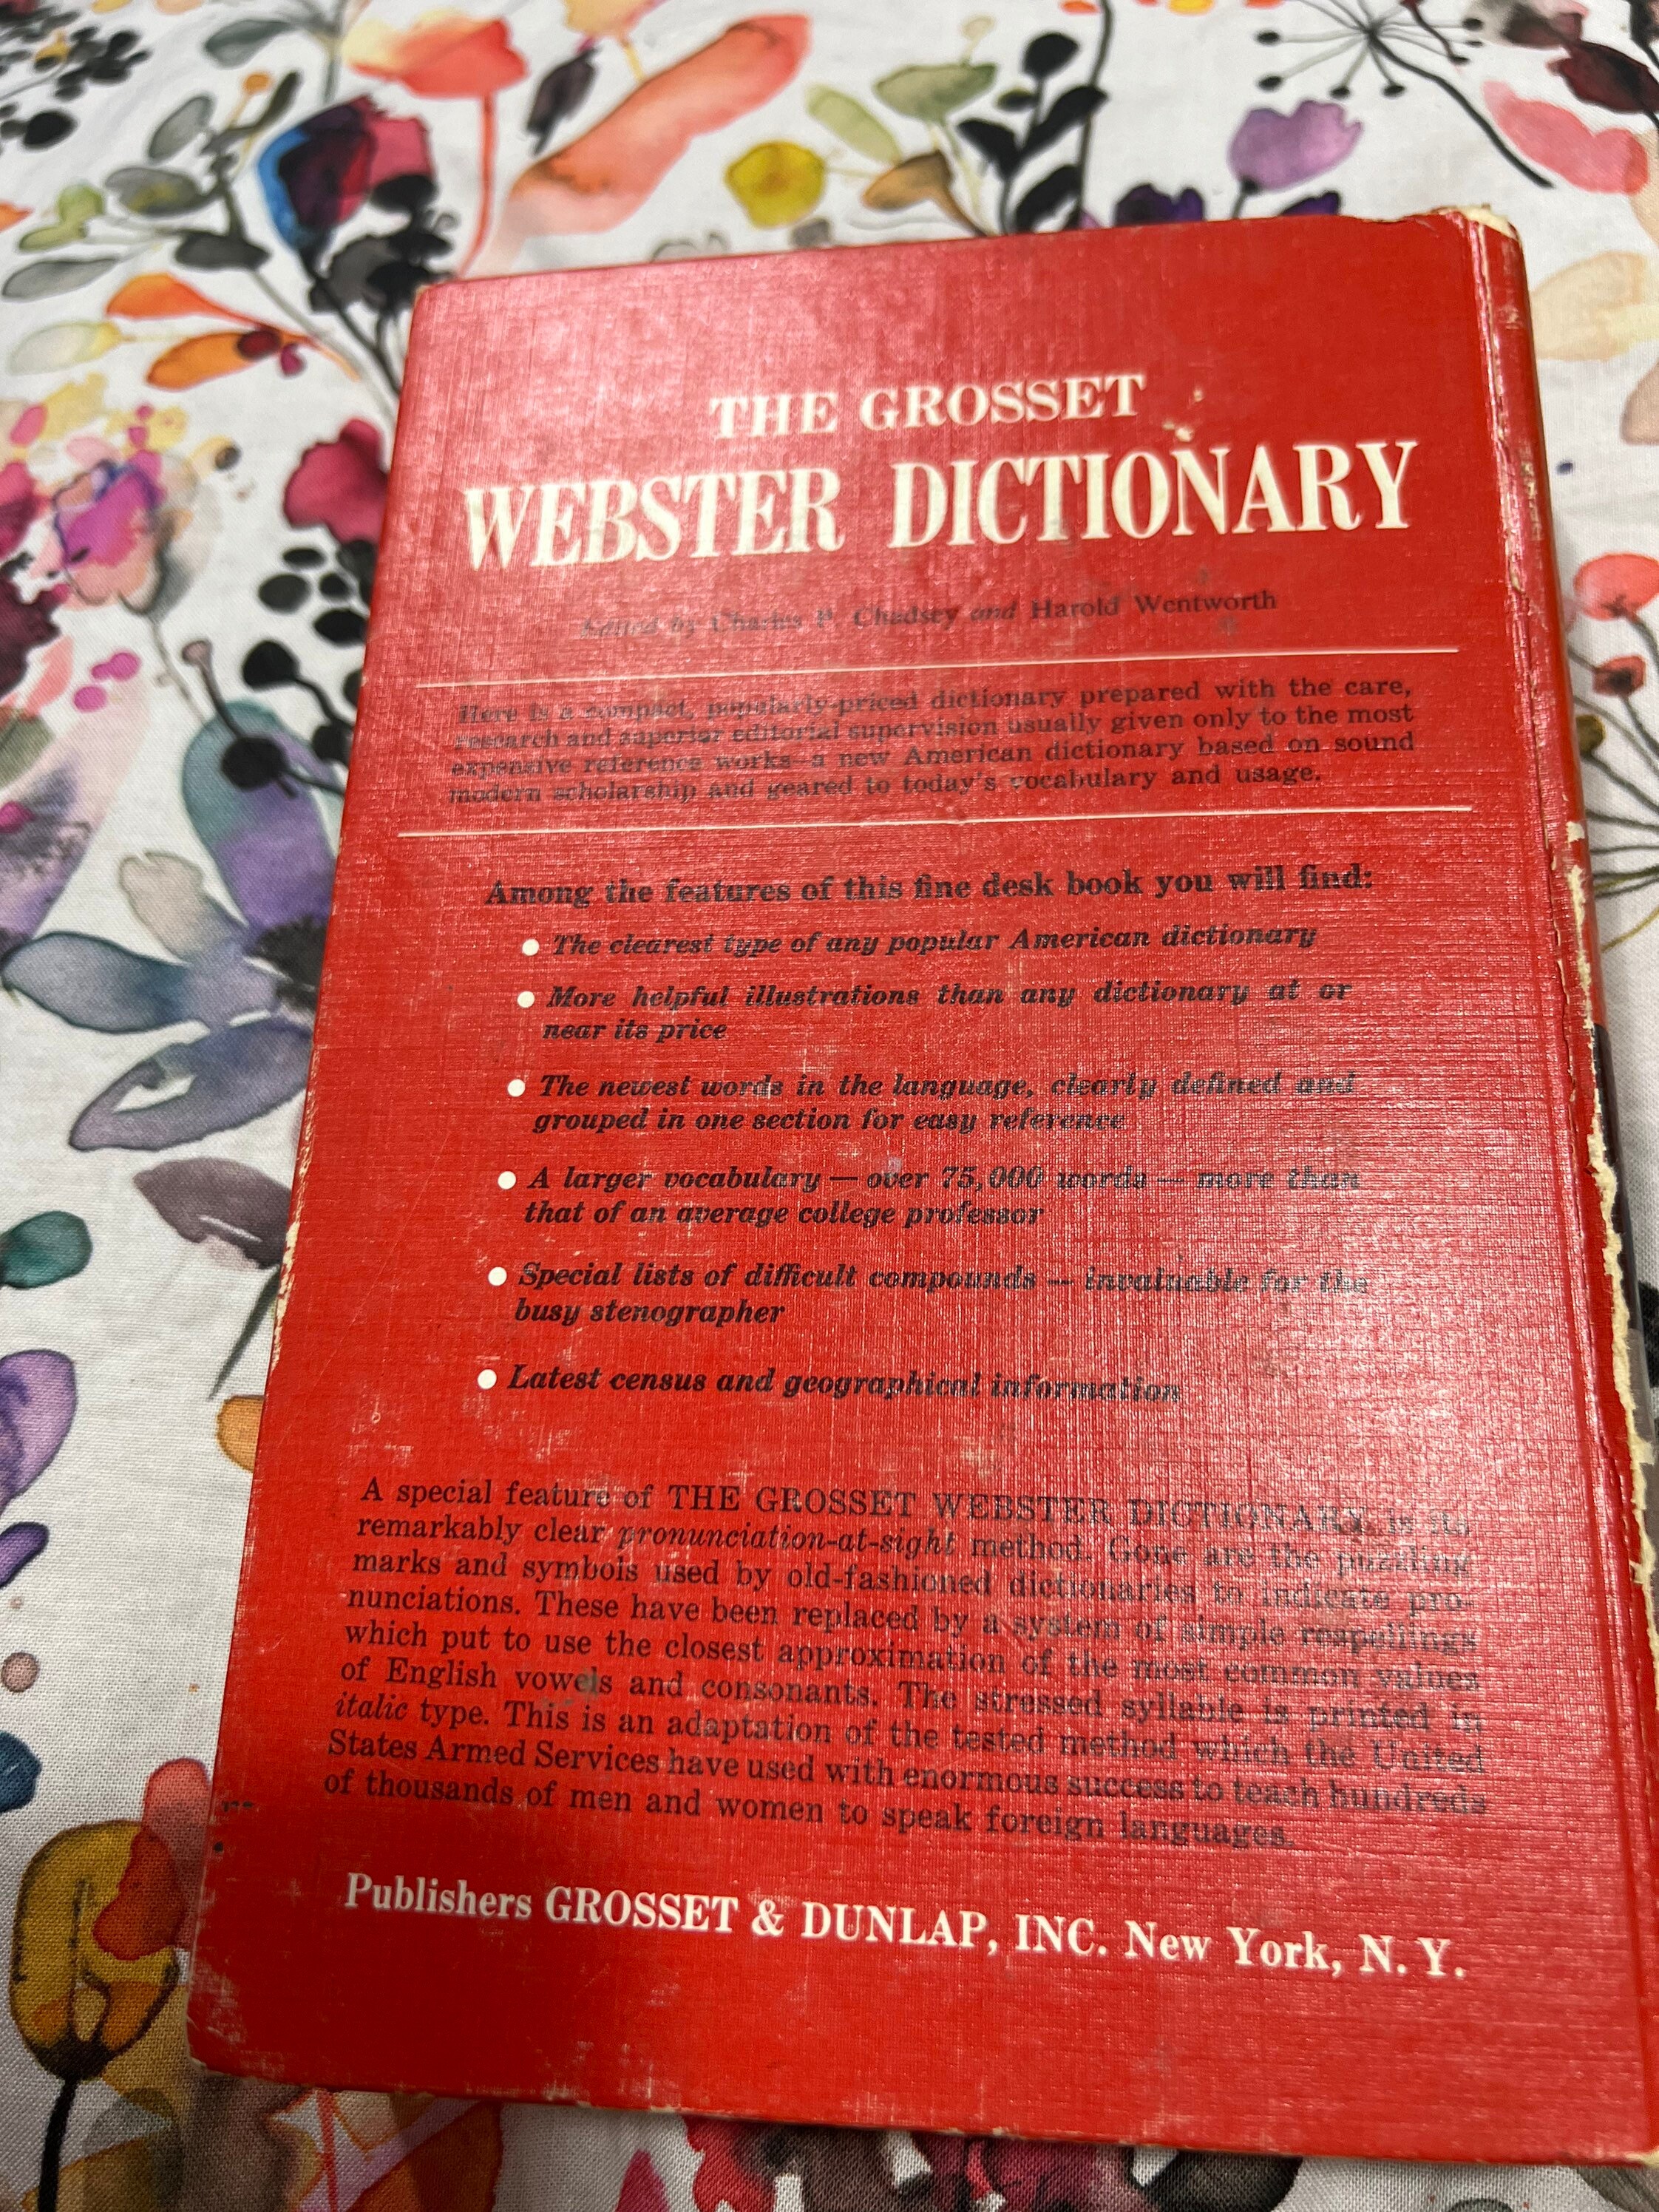 THE GROSSET
WEBSTER DICTIONARY
Edited by Charles P. Chadsey and Harold Wentworth
Here is a compact, popularly-priced dictionary prepared with the care,
research and superior editorial supervision usually given only to the most
expensive reference works—a new American dictionary based on sound
modern scholarship and geared to today's vocabulary and usage.
Among the features of this fine desk book you will find:
• The clearest type of any popular American dictionary
• More helpful illustrations than any dictionary at or
near its price
• The newest words in the language, clearly defined and
grouped in one section for easy reference
• A larger vocabulary — over 75,000 words — more than
that of an average college professor
• Special lists of difficult compounds — invaluable for the
busy stenographer
• Latest census and geographical information
A special feature of THE GROSSET WEBSTER DICTIONARY is its
remarkably clear pronunciation-at-sight method. Gone are the puzzling
marks and symbols used by old-fashioned dictionaries to indicate pro-
nunciations. These have been replaced by a system of simple respellings
which put to use the closest approximation of the most common values
of English vowels and consonants. The stressed syllable is printed in
italic type. This is an adaptation of the tested method which the United
States Armed Services have used with enormous success to teach hundreds
of thousands of men and women to speak foreign languages.
Publishers GROSSET & DUNLAP, INC. New York, N. Y.